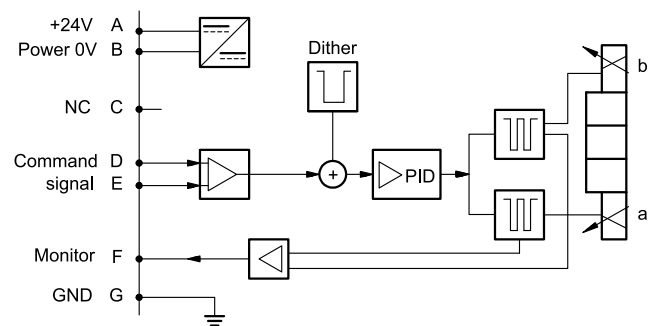 +24V A
Power 0V B
Dither
b
NC C
Command D
signal E
+
PID
a
Monitor F
GND G